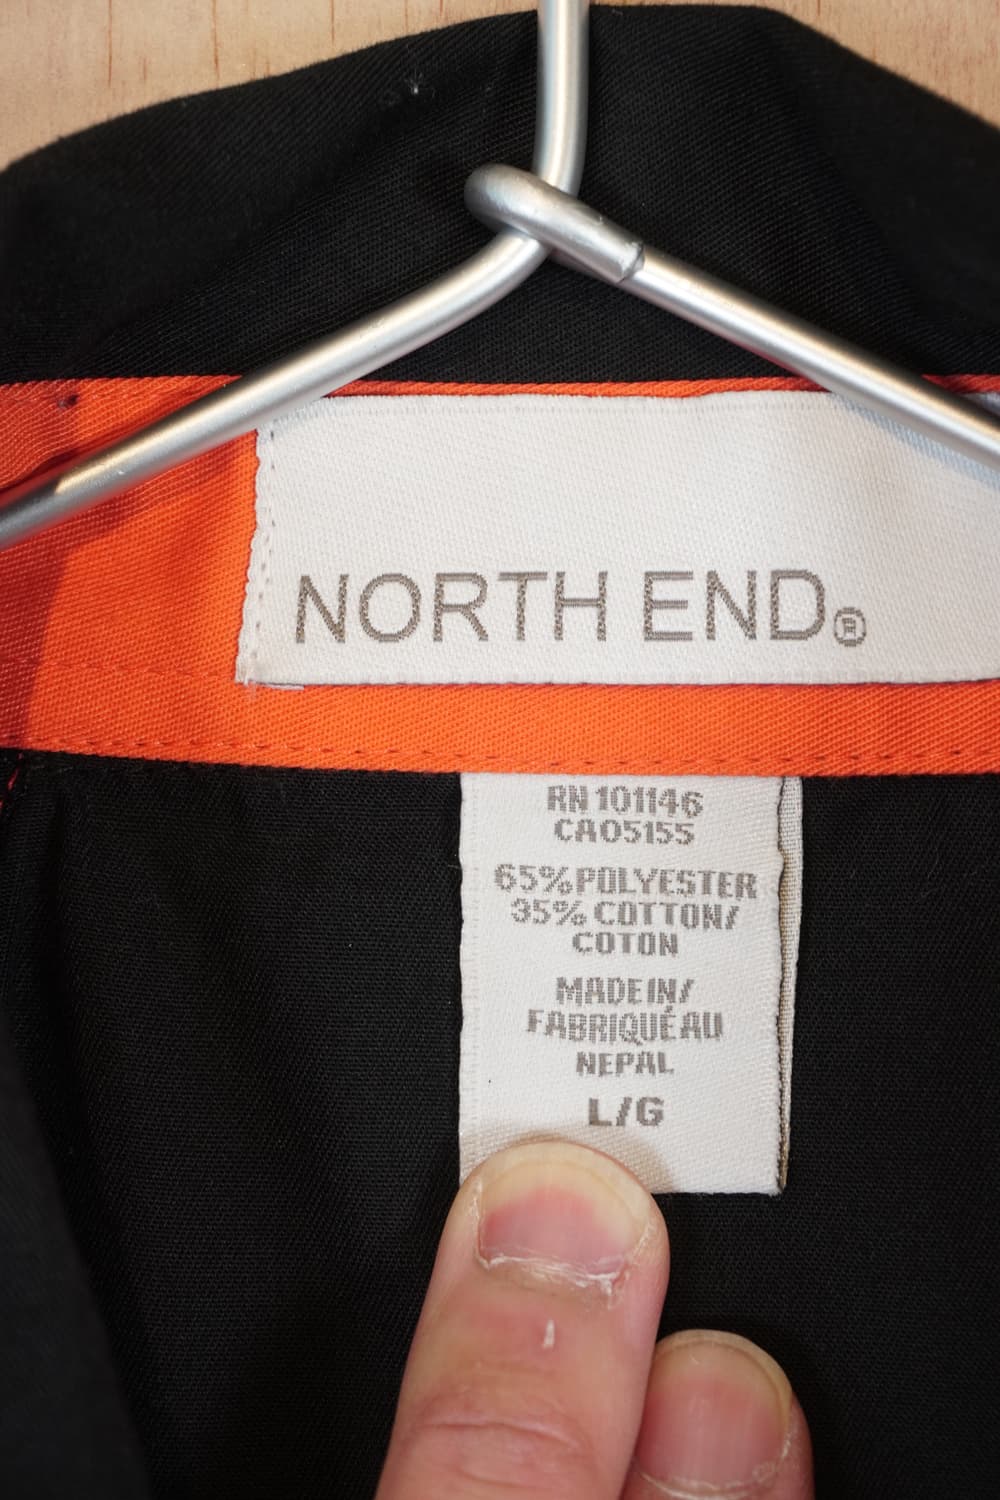 NORTH END®
RN 101146
CA05155
65% POLYESTER
35% COTTON/
COTON
MADE IN/
FABRIQUÉ AU
NEPAL
L/G